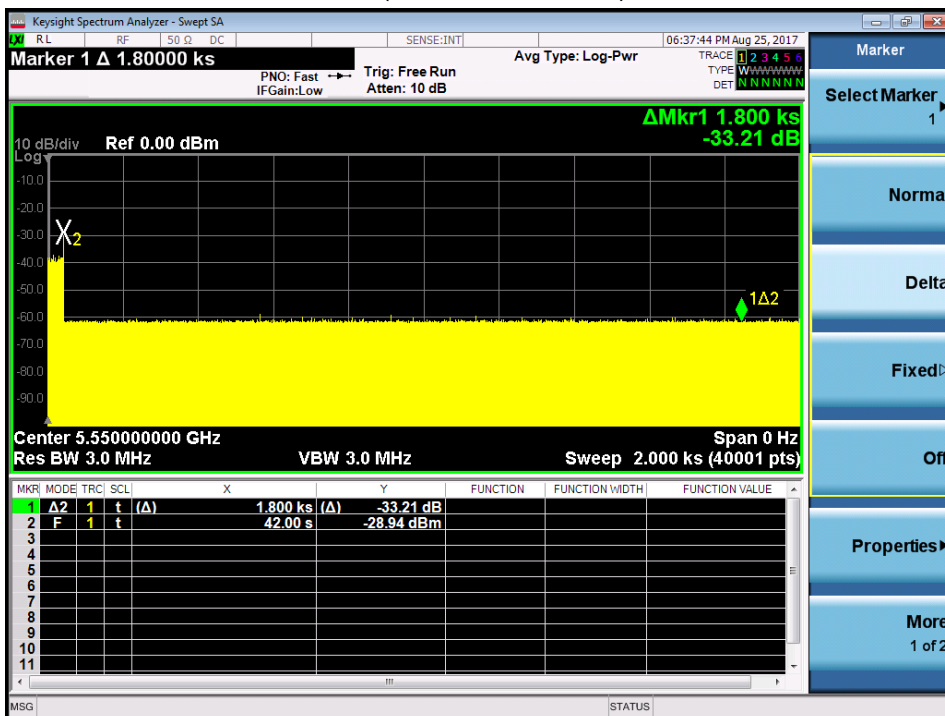 Keysight Spectrum Analyzer - Swept SA
LXI RL RF 50 Ω DC SENSE:INT 06:37:44 PM Aug 25, 2017
Marker 1 Δ 1.80000 ks
PNO: Fast
IFGain:Low
Trig: Free Run
Atten: 10 dB
Avg Type: Log-Pwr
TRACE 1 2 3 4 5 6
TYPE WWWWWW
DET N N N N N N
ΔMkr1 1.800 ks
-33.21 dB
10 dB/div Ref 0.00 dBm
Log
-10.0
-20.0
-30.0
-40.0
-50.0
-60.0
-70.0
-80.0
-90.0
X2
1Δ2
Center 5.550000000 GHz Span 0 Hz
Res BW 3.0 MHz VBW 3.0 MHz Sweep 2.000 ks (40001 pts)
MKR MODE TRC SCL X Y FUNCTION FUNCTION WIDTH FUNCTION VALUE
1 Δ2 1 t (Δ) 1.800 ks (Δ) -33.21 dB
2 F 1 t 42.00 s -28.94 dBm
3
4
5
6
7
8
9
10
11
MSG STATUS
Marker
Select Marker
1
Norma
Delta
Fixed
Off
Properties
More
1 of 2